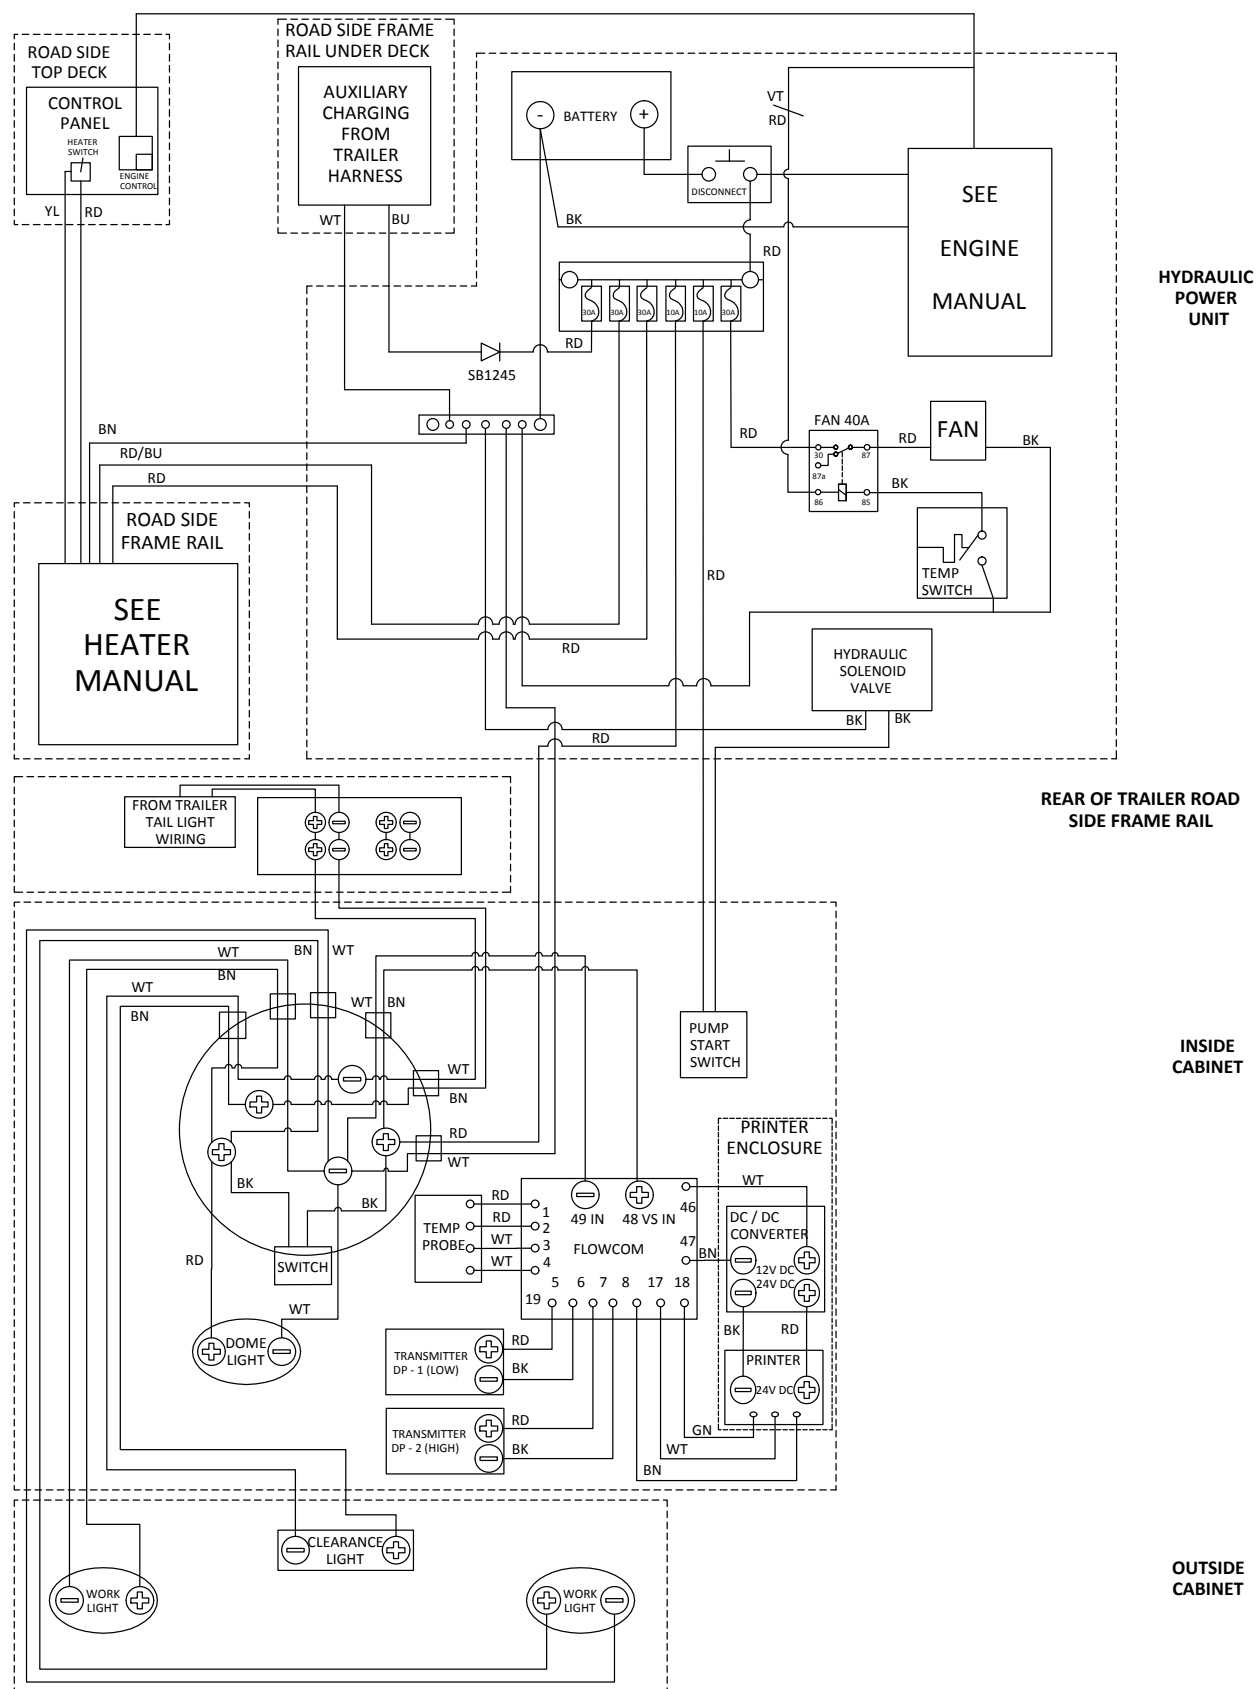 ROAD SIDE
TOP DECK
CONTROL
PANEL
HEATER
SWITCH
ENGINE
CONTROL
YL
RD
ROAD SIDE FRAME
RAIL UNDER DECK
AUXILIARY
CHARGING
FROM
TRAILER
HARNESS
WT
BU
-
BATTERY
+
DISCONNECT
VT
RD
SEE
ENGINE
MANUAL
BK
RD
30A
30A
30A
10A
10A
30A
RD
SB1245
HYDRAULIC
POWER
UNIT
BN
RD/BU
RD
RD
FAN 40A
30
87
87a
86
85
RD
FAN
BK
BK
TEMP
SWITCH
ROAD SIDE
FRAME RAIL
SEE
HEATER
MANUAL
RD
RD
HYDRAULIC
SOLENOID
VALVE
BK
BK
RD
REAR OF TRAILER ROAD
SIDE FRAME RAIL
FROM TRAILER
TAIL LIGHT
WIRING
WT
BN
WT
BN
WT
BN
WT
BN
WT
BN
RD
WT
BK
BK
SWITCH
RD
WT
DOME
LIGHT
PUMP
START
SWITCH
INSIDE
CABINET
PRINTER
ENCLOSURE
WT
DC / DC
CONVERTER
12V DC
24V DC
BN
BK
RD
PRINTER
24V DC
TEMP
PROBE
RD
RD
WT
WT
1
2
3
4
49 IN
48 VS IN
46
47
FLOWCOM
19
5
6
7
8
17
18
TRANSMITTER
DP - 1 (LOW)
RD
BK
TRANSMITTER
DP - 2 (HIGH)
RD
BK
GN
WT
BN
CLEARANCE
LIGHT
WORK
LIGHT
WORK
LIGHT
OUTSIDE
CABINET